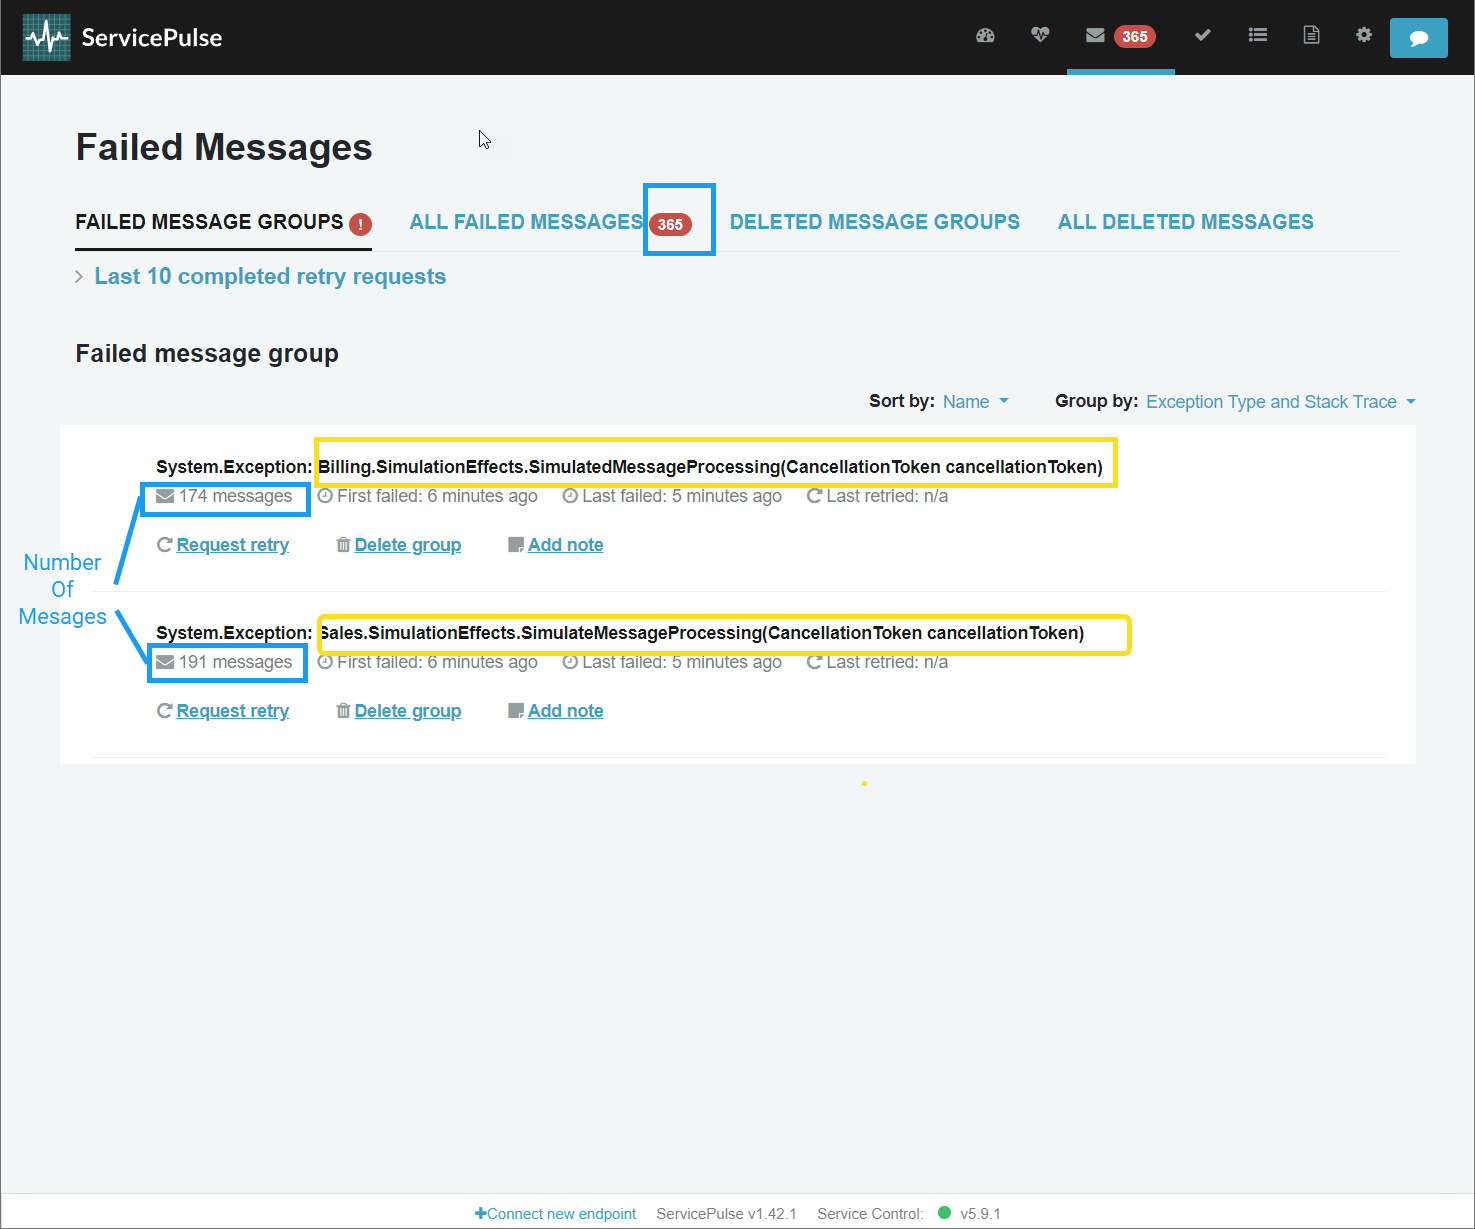 ServicePulse
365
Failed Messages
FAILED MESSAGE GROUPS ! ALL FAILED MESSAGES 365 DELETED MESSAGE GROUPS ALL DELETED MESSAGES
Last 10 completed retry requests
Failed message group
Sort by: Name Group by: Exception Type and Stack Trace
System.Exception: Billing.SimulationEffects.SimulatedMessageProcessing(CancellationToken cancellationToken)
174 messages First failed: 6 minutes ago Last failed: 5 minutes ago Last retried: n/a
Request retry Delete group Add note
Number
Of
Mesages
System.Exception: Sales.SimulationEffects.SimulateMessageProcessing(CancellationToken cancellationToken)
191 messages First failed: 6 minutes ago Last failed: 5 minutes ago Last retried: n/a
Request retry Delete group Add note
+Connect new endpoint ServicePulse v1.42.1 Service Control: v5.9.1